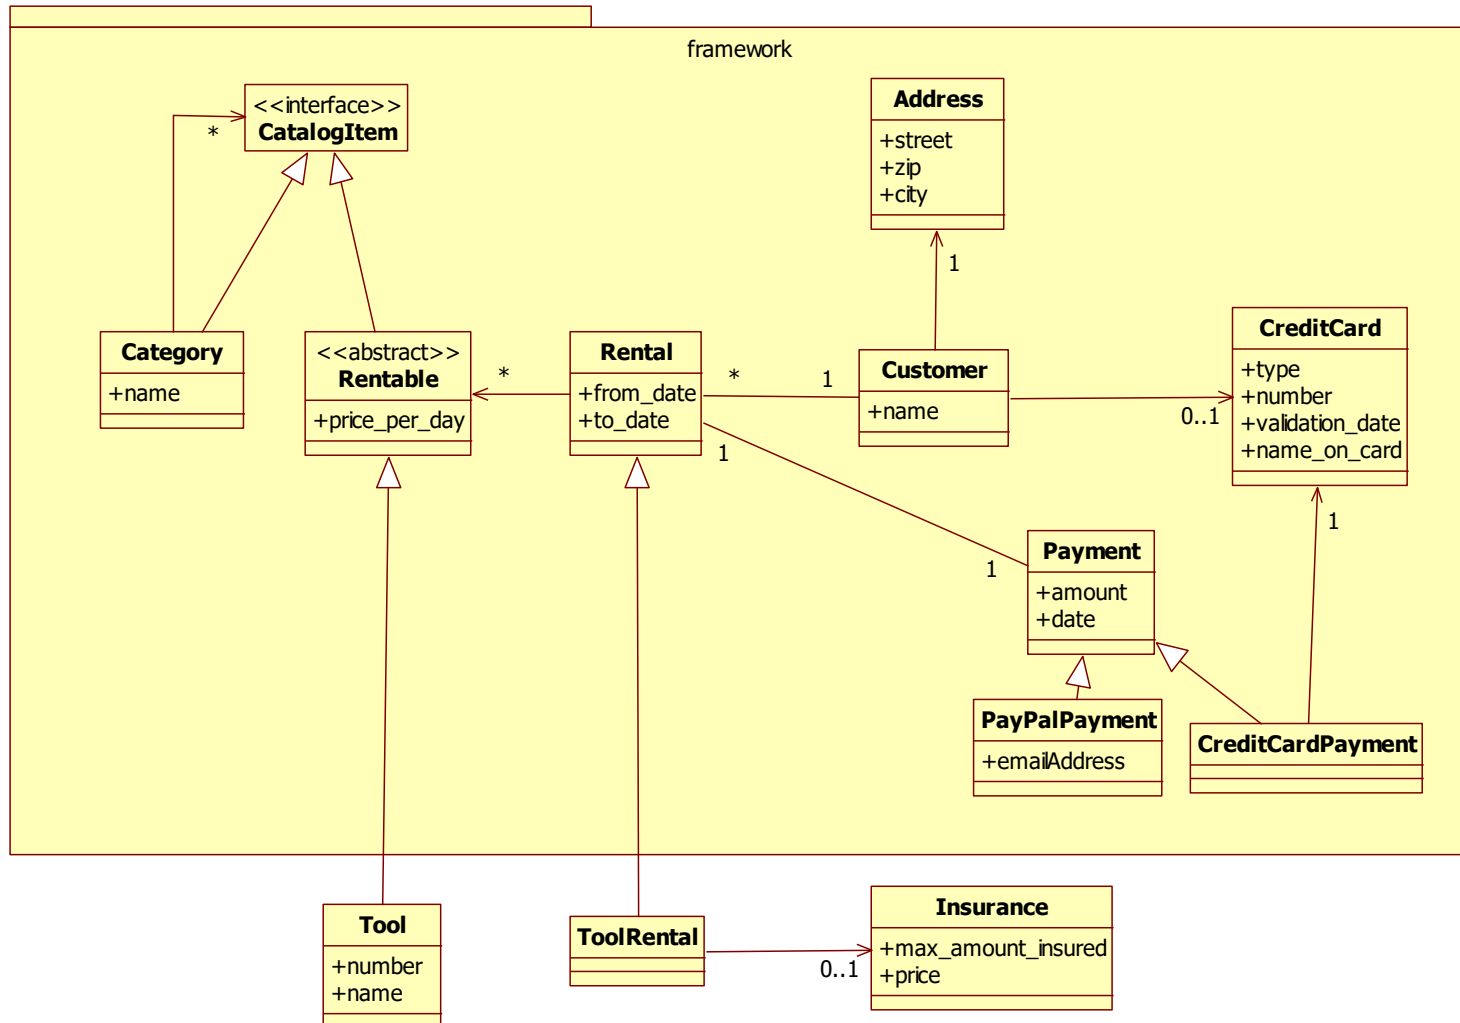 framework
<<interface>>
CatalogItem
*
Address
+street
+zip
+city
1
Category
+name
<<abstract>>
Rentable
+price_per_day
*
Rental
+from_date
+to_date
*
1
1
Customer
+name
0..1
CreditCard
+type
+number
+validation_date
+name_on_card
1
1
Payment
+amount
+date
PayPalPayment
+emailAddress
CreditCardPayment
Tool
+number
+name
ToolRental
0..1
Insurance
+max_amount_insured
+price